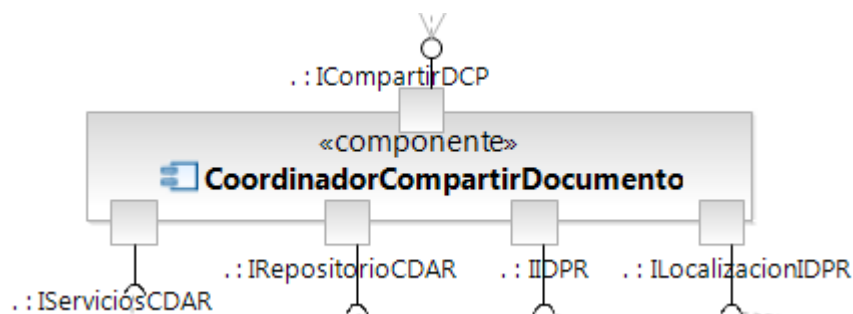 . : ICompartirDCP
«componente»
CoordinadorCompartirDocumento
. : IRepositorioCDAR . : IIDPR . : ILocalizacionIDPR
. : IServiciosCDAR